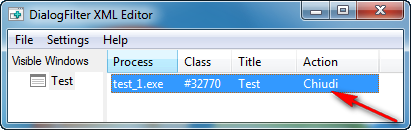 DialogFilter XML Editor
File Settings Help
Visible Windows
Test
Process Class Title Action
test_1.exe #32770 Test Chiudi